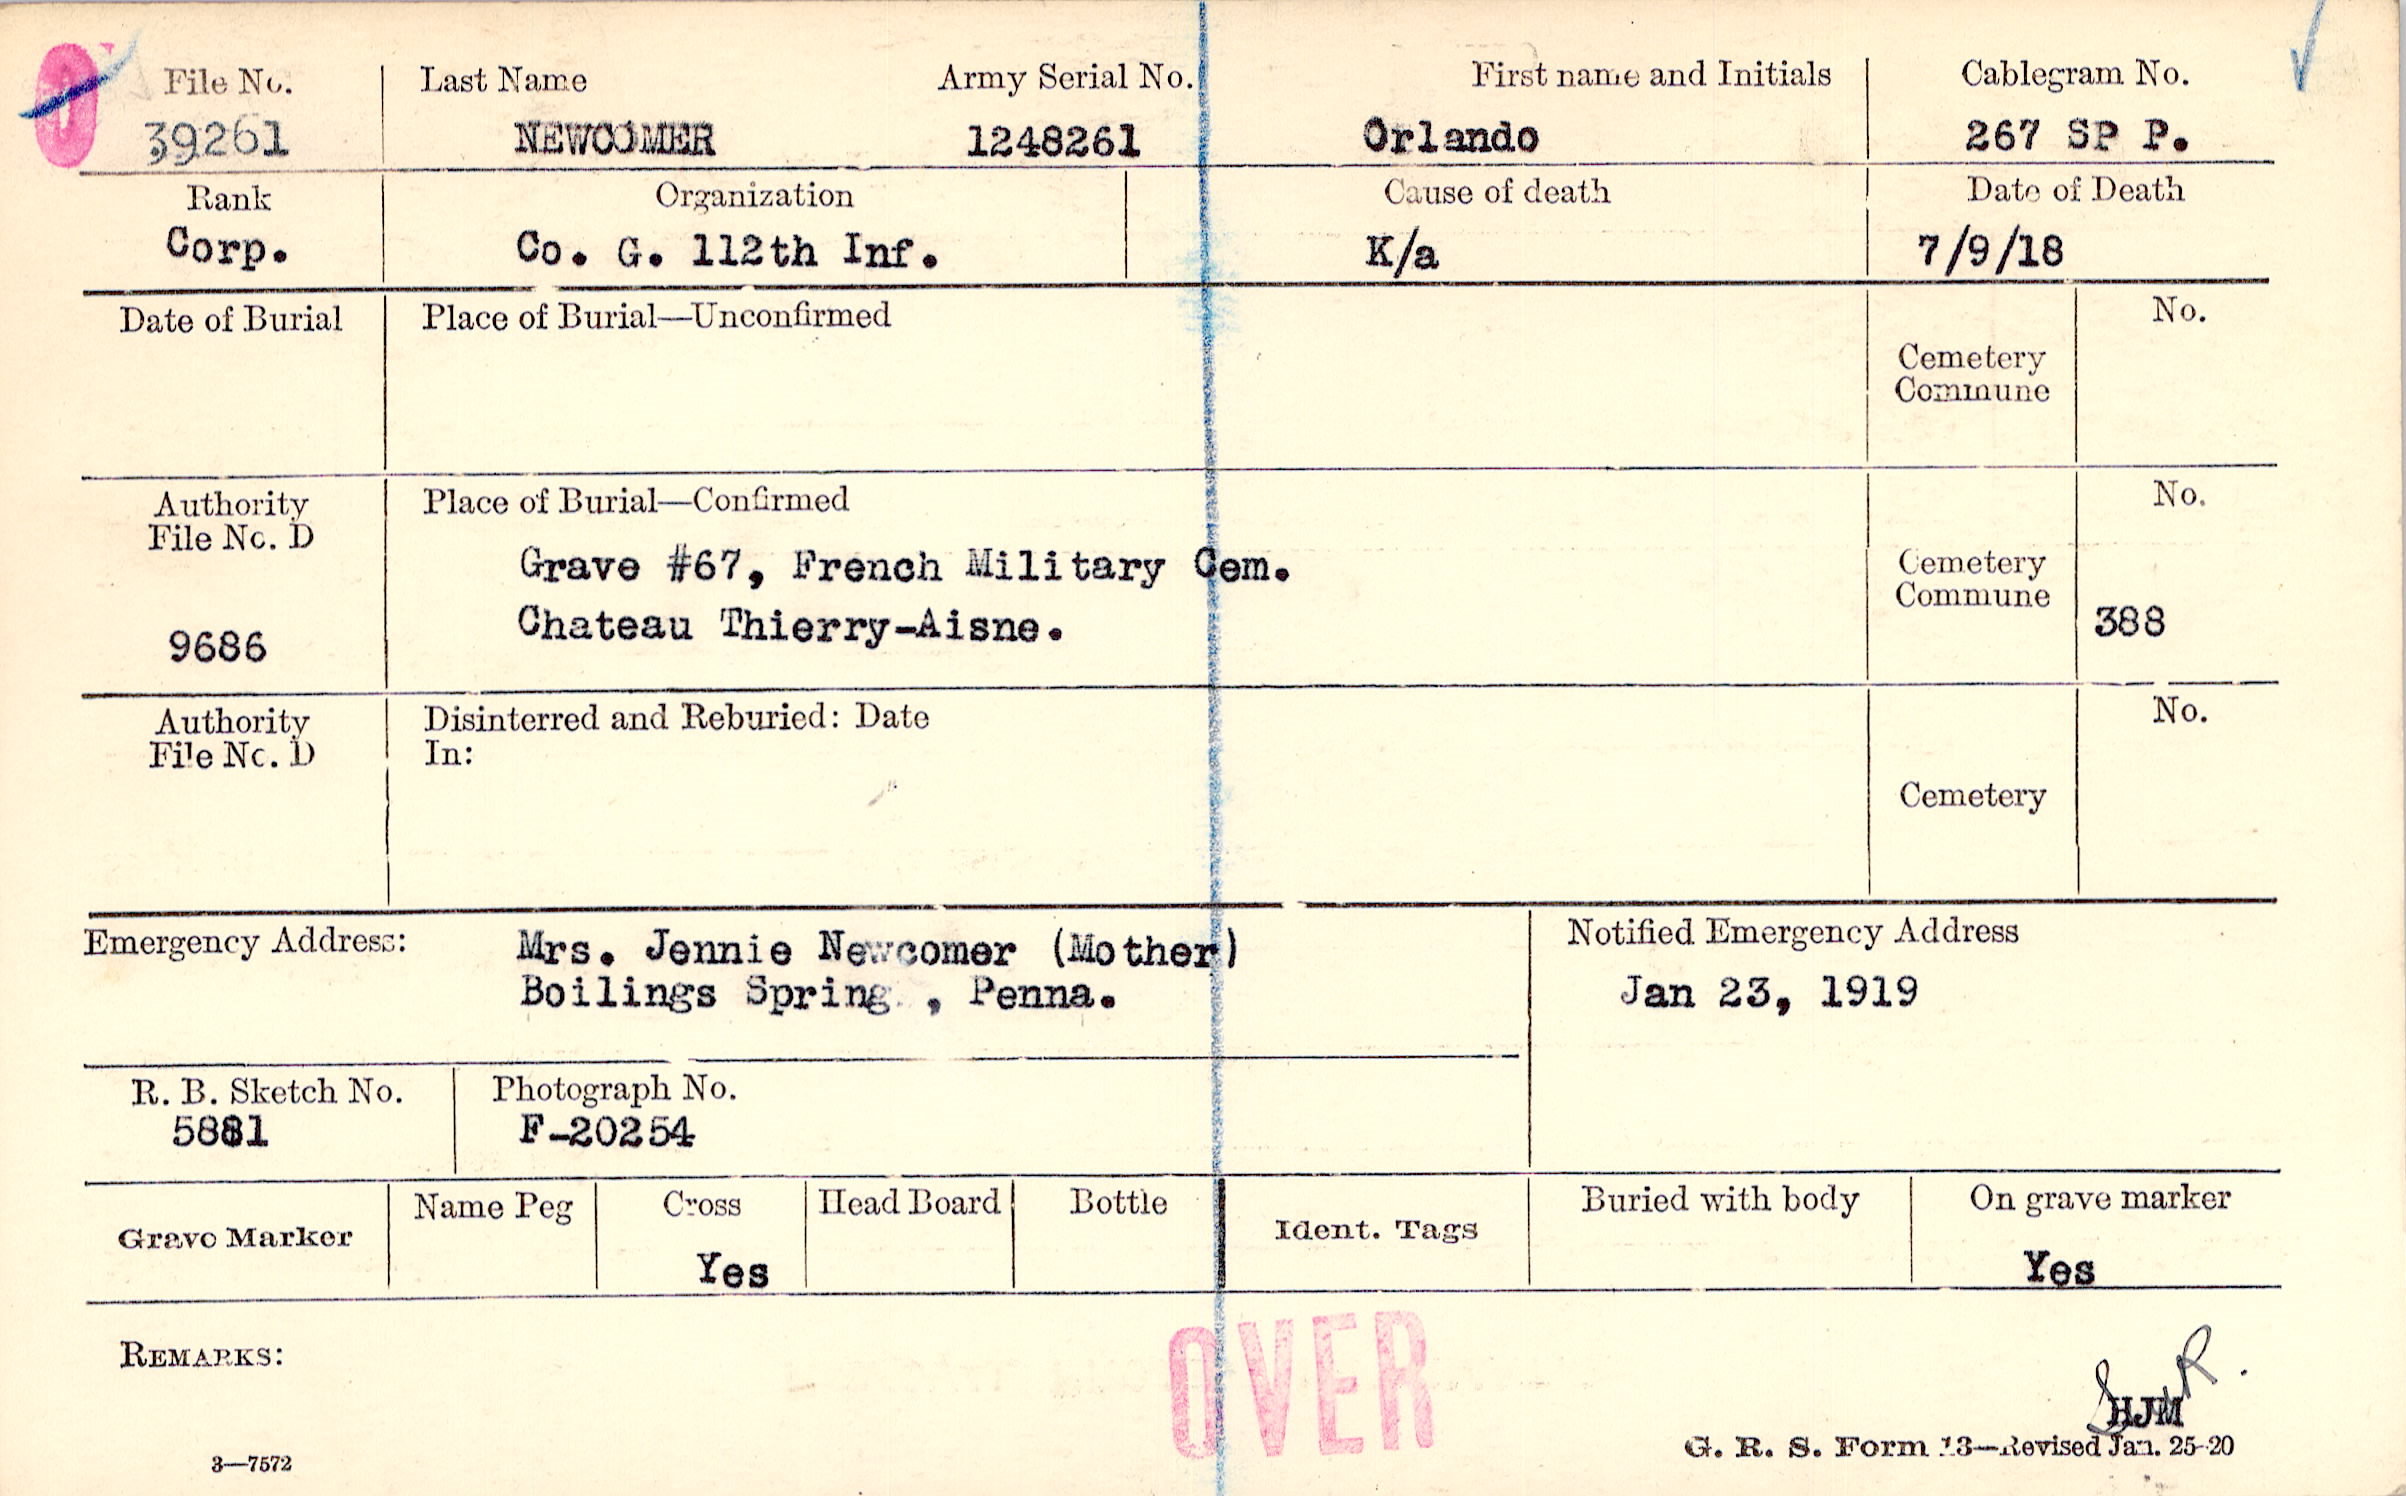 File No. Last Name Army Serial No. First name and Initials Cablegram No.
39261 NEWCOMER 1248261 Orlando 267 SP P.
Rank Organization Cause of death Date of Death
Corp. Co. G. 112th Inf. K/a 7/9/18
Date of Burial Place of Burial—Unconfirmed No.
Cemetery
Commune
Authority Place of Burial—Confirmed No.
File No. D
Grave #67, French Military Cem. Cemetery
Commune
9686 Chateau Thierry-Aisne. 388
Authority Disinterred and Reburied: Date No.
File No. D In:
Cemetery
Emergency Address: Mrs. Jennie Newcomer (Mother) Notified Emergency Address
Boilings Spring , Penna. Jan 23, 1919
R. B. Sketch No. Photograph No.
5881 F-20254
Grave Marker Name Peg Cross Head Board Bottle Ident. Tags Buried with body On grave marker
Yes Yes
REMARKS:
OVER
HJM
3—7572 G. R. S. Form 13—Revised Jan. 25-20